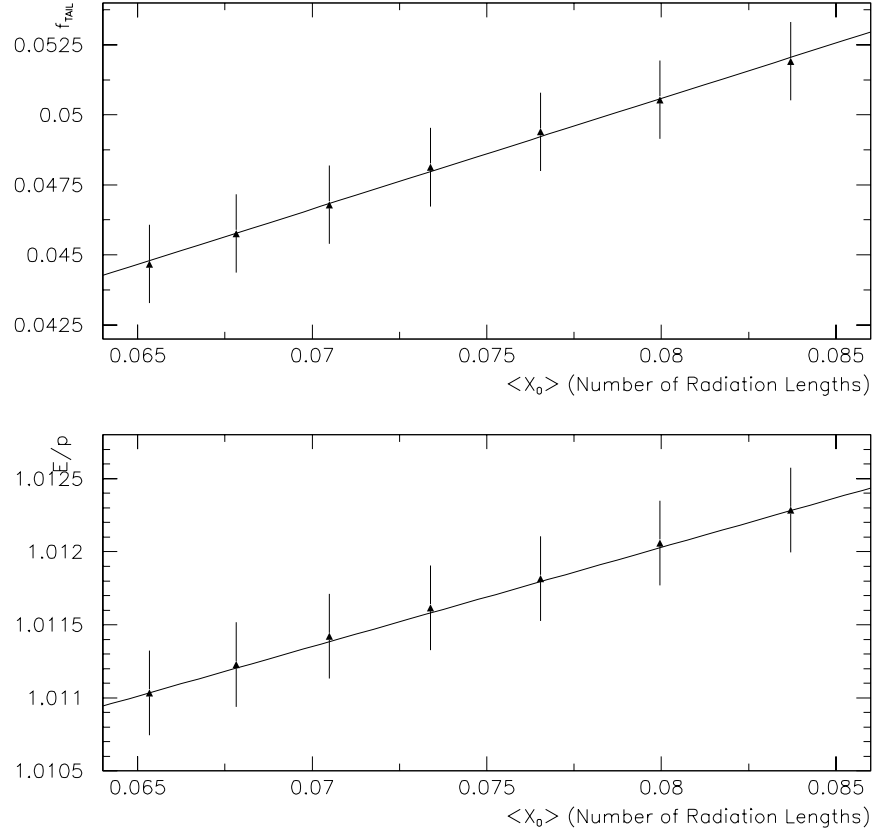 f_TAIL
0.0525
0.05
0.0475
0.045
0.0425
0.065 0.07 0.075 0.08 0.085
<X₀> (Number of Radiation Lengths)
E/p
1.0125
1.012
1.0115
1.011
1.0105
0.065 0.07 0.075 0.08 0.085
<X₀> (Number of Radiation Lengths)